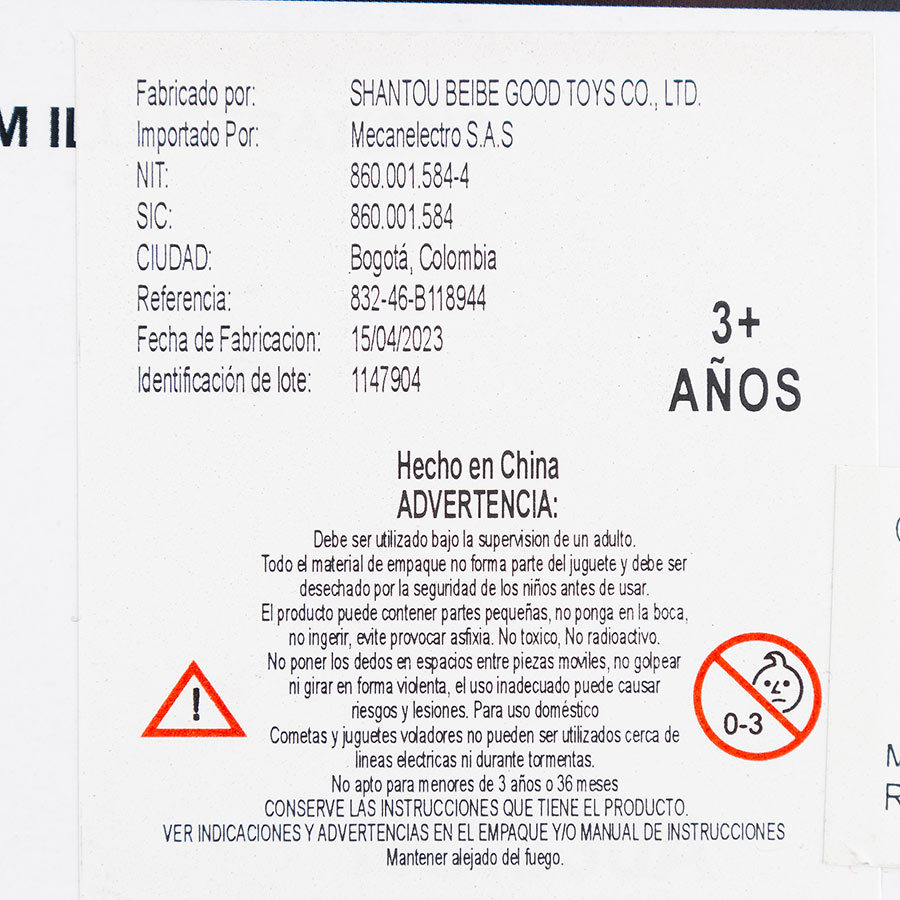 M IL
Fabricado por: SHANTOU BEIBE GOOD TOYS CO., LTD.
Importado Por: Mecanelectro S.A.S
NIT: 860.001.584-4
SIC: 860.001.584
CIUDAD: Bogotá, Colombia
Referencia: 832-46-B118944
Fecha de Fabricacion: 15/04/2023
Identificación de lote: 1147904
3+
AÑOS
Hecho en China
ADVERTENCIA:
Debe ser utilizado bajo la supervision de un adulto.
Todo el material de empaque no forma parte del juguete y debe ser
desechado por la seguridad de los niños antes de usar.
El producto puede contener partes pequeñas, no ponga en la boca,
no ingerir, evite provocar asfixia. No toxico, No radioactivo.
No poner los dedos en espacios entre piezas moviles, no golpear
ni girar en forma violenta, el uso inadecuado puede causar
riesgos y lesiones. Para uso doméstico
Cometas y juguetes voladores no pueden ser utilizados cerca de
lineas electricas ni durante tormentas.
No apto para menores de 3 años o 36 meses
CONSERVE LAS INSTRUCCIONES QUE TIENE EL PRODUCTO.
VER INDICACIONES Y ADVERTENCIAS EN EL EMPAQUE Y/O MANUAL DE INSTRUCCIONES
Mantener alejado del fuego.
!
0-3